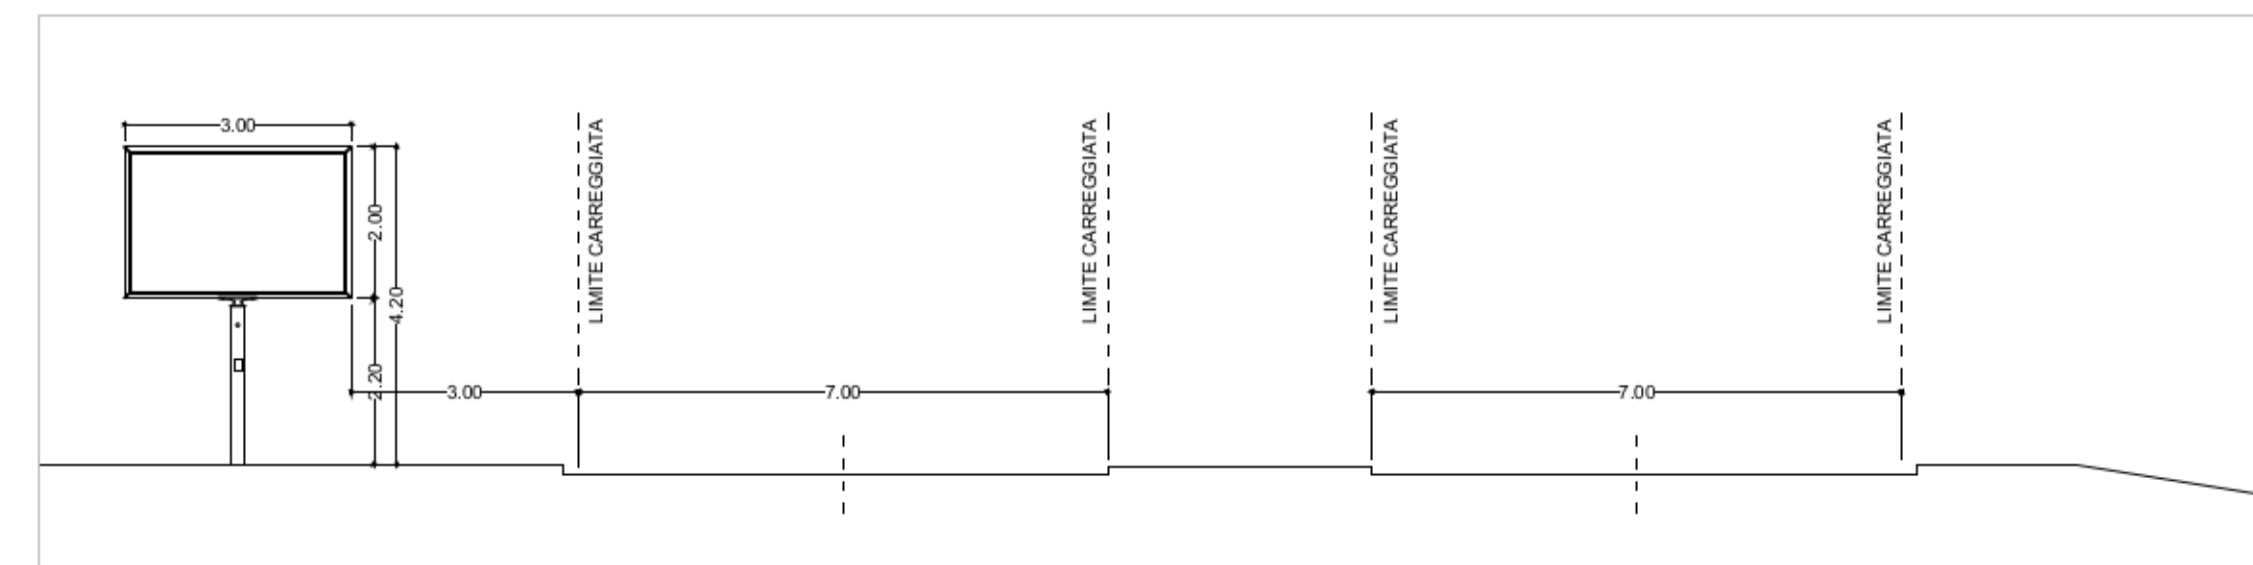 3.00
LIMITE CARREGGIATA
LIMITE CARREGGIATA
LIMITE CARREGGIATA
LIMITE CARREGGIATA
2.00
4.20
2.20
3.00
7.00
7.00